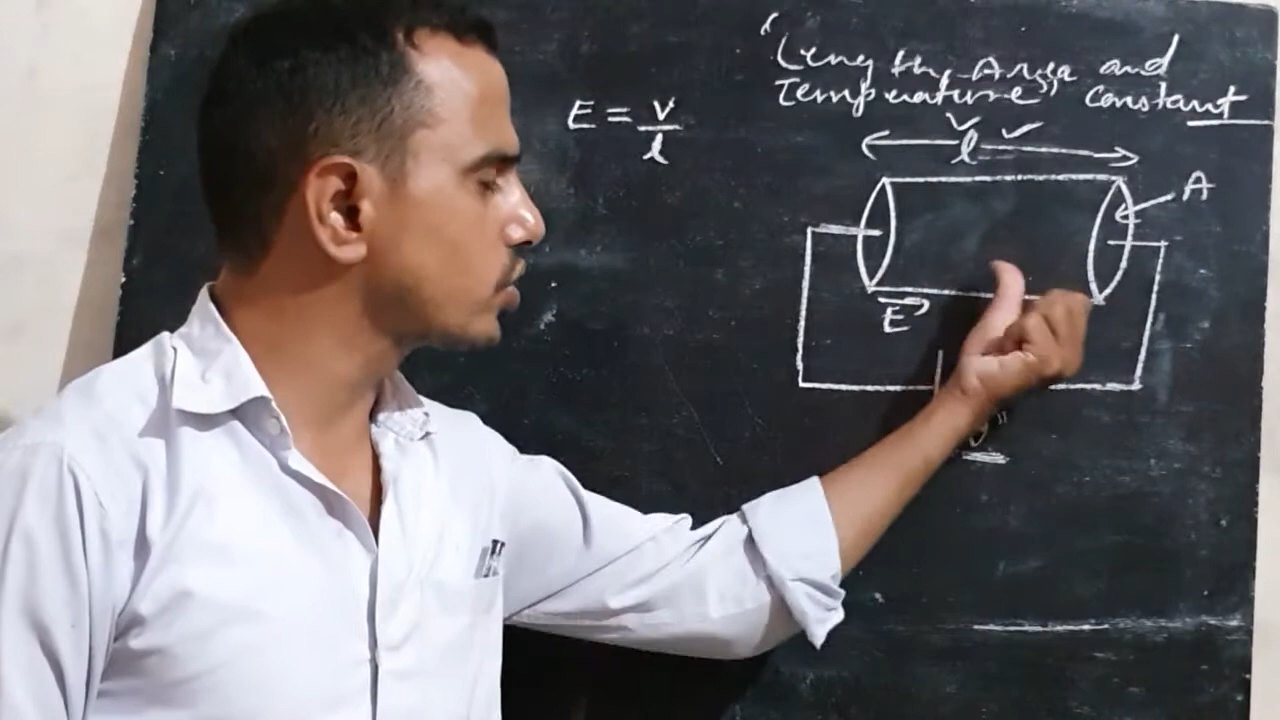 "Length, Area and
Temperature" constant
E = V/l
l
A
E